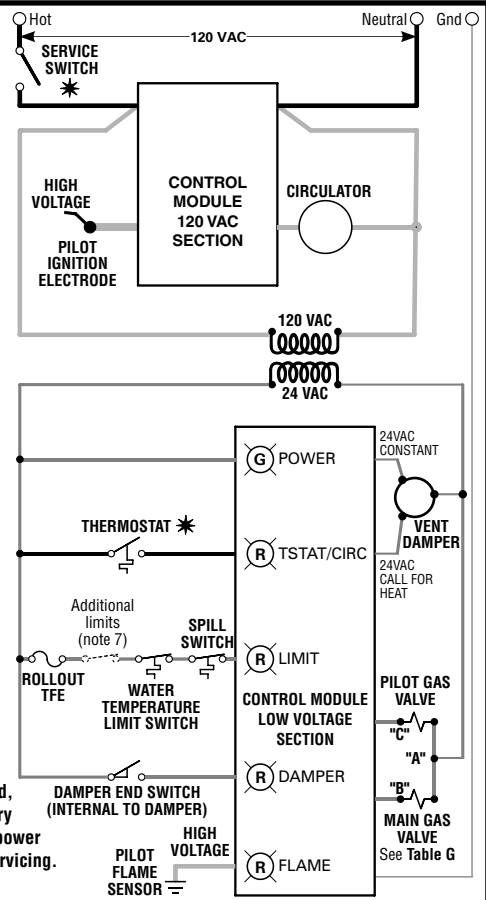 Hot
Neutral
Gnd
120 VAC
SERVICE
SWITCH
HIGH
VOLTAGE
PILOT
IGNITION
ELECTRODE
CONTROL
MODULE
120 VAC
SECTION
CIRCULATOR
120 VAC
24 VAC
G POWER
24VAC
CONSTANT
VENT
DAMPER
THERMOSTAT
R TSTAT/CIRC
24VAC
CALL FOR
HEAT
Additional
limits
(note 7)
SPILL
SWITCH
R LIMIT
ROLLOUT
TFE
WATER
TEMPERATURE
LIMIT SWITCH
CONTROL MODULE
LOW VOLTAGE
SECTION
PILOT GAS
VALVE
"C"
"A"
"B"
MAIN GAS
VALVE
See Table G
R DAMPER
DAMPER END SWITCH
(INTERNAL TO DAMPER)
d,
ry
power
rvicing.
HIGH
VOLTAGE
PILOT
FLAME
SENSOR
R FLAME